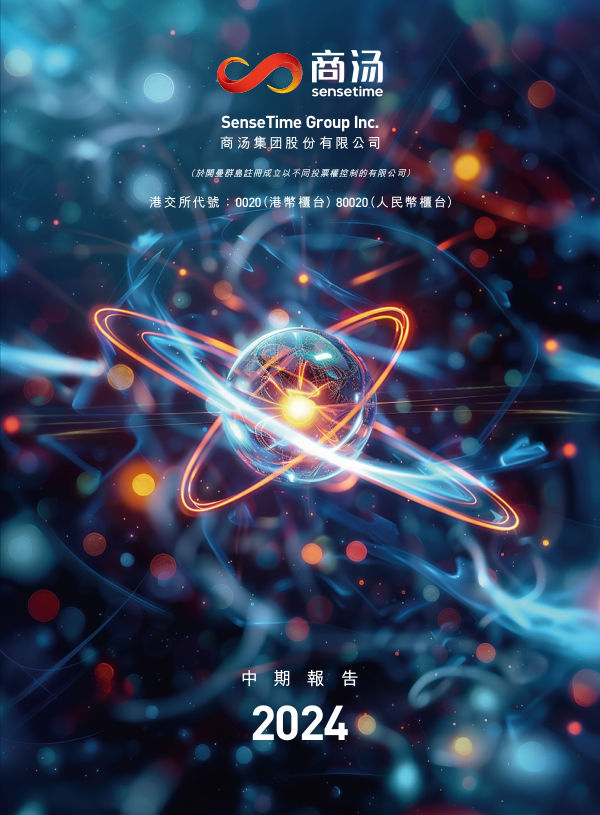 商汤
sensetime
SenseTime Group Inc.
商汤集团股份有限公司
（於開曼群島註冊成立以不同投票權控制的有限公司）
港交所代號：0020（港幣櫃台）80020（人民幣櫃台）
中期報告
2024